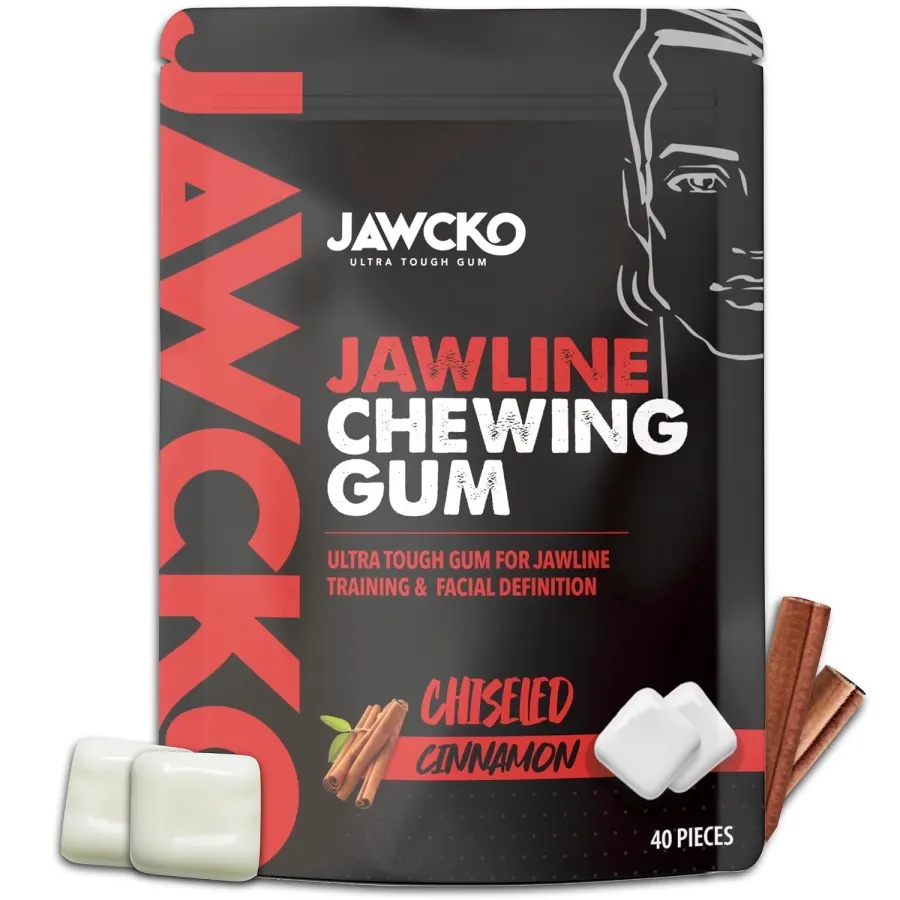 JAWCKO
JAWCKO
ULTRA TOUGH GUM
JAWLINE
CHEWING
GUM
ULTRA TOUGH GUM FOR JAWLINE
TRAINING & FACIAL DEFINITION
CHISELED
CINNAMON
40 PIECES